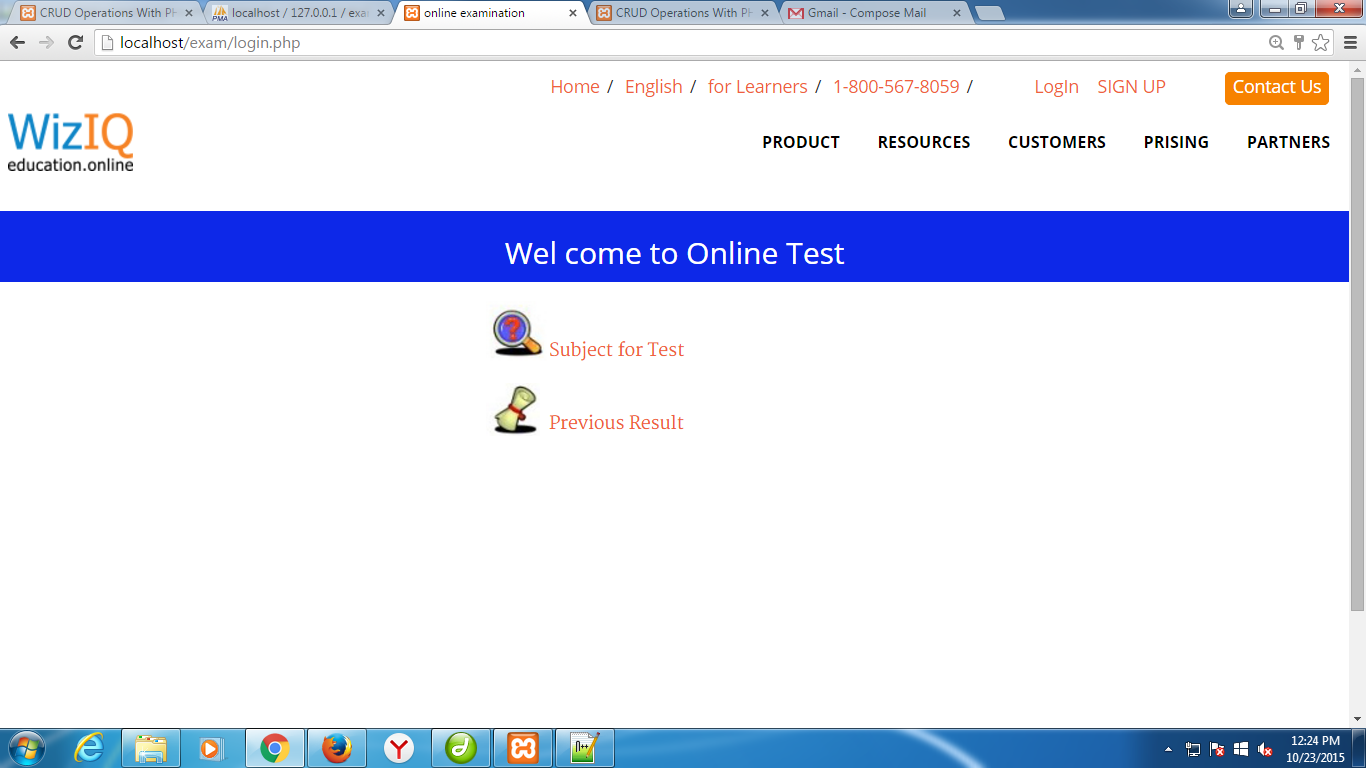 CRUD Operations With PH
localhost / 127.0.0.1 / exa
online examination
CRUD Operations With PH
Gmail - Compose Mail
localhost/exam/login.php
Home / English / for Learners / 1-800-567-8059 / LogIn SIGN UP Contact Us
WizIQ
education.online
PRODUCT RESOURCES CUSTOMERS PRISING PARTNERS
Wel come to Online Test
Subject for Test
Previous Result
12:24 PM
10/23/2015